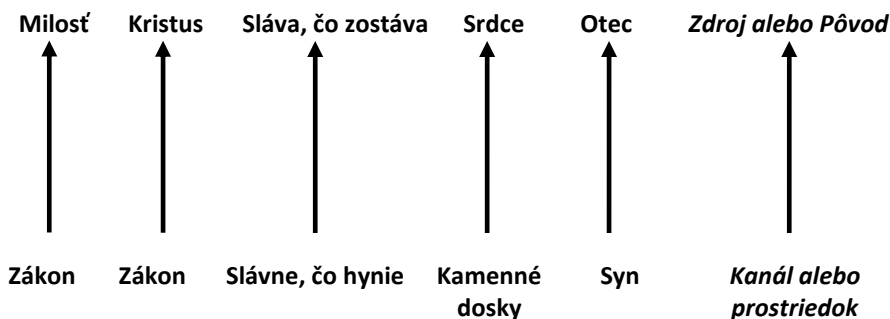 Milosť Kristus Sláva, čo zostáva Srdce Otec Zdroj alebo Pôvod
Zákon Zákon Slávne, čo hynie Kamenné Syn Kanál alebo
dosky prostriedok